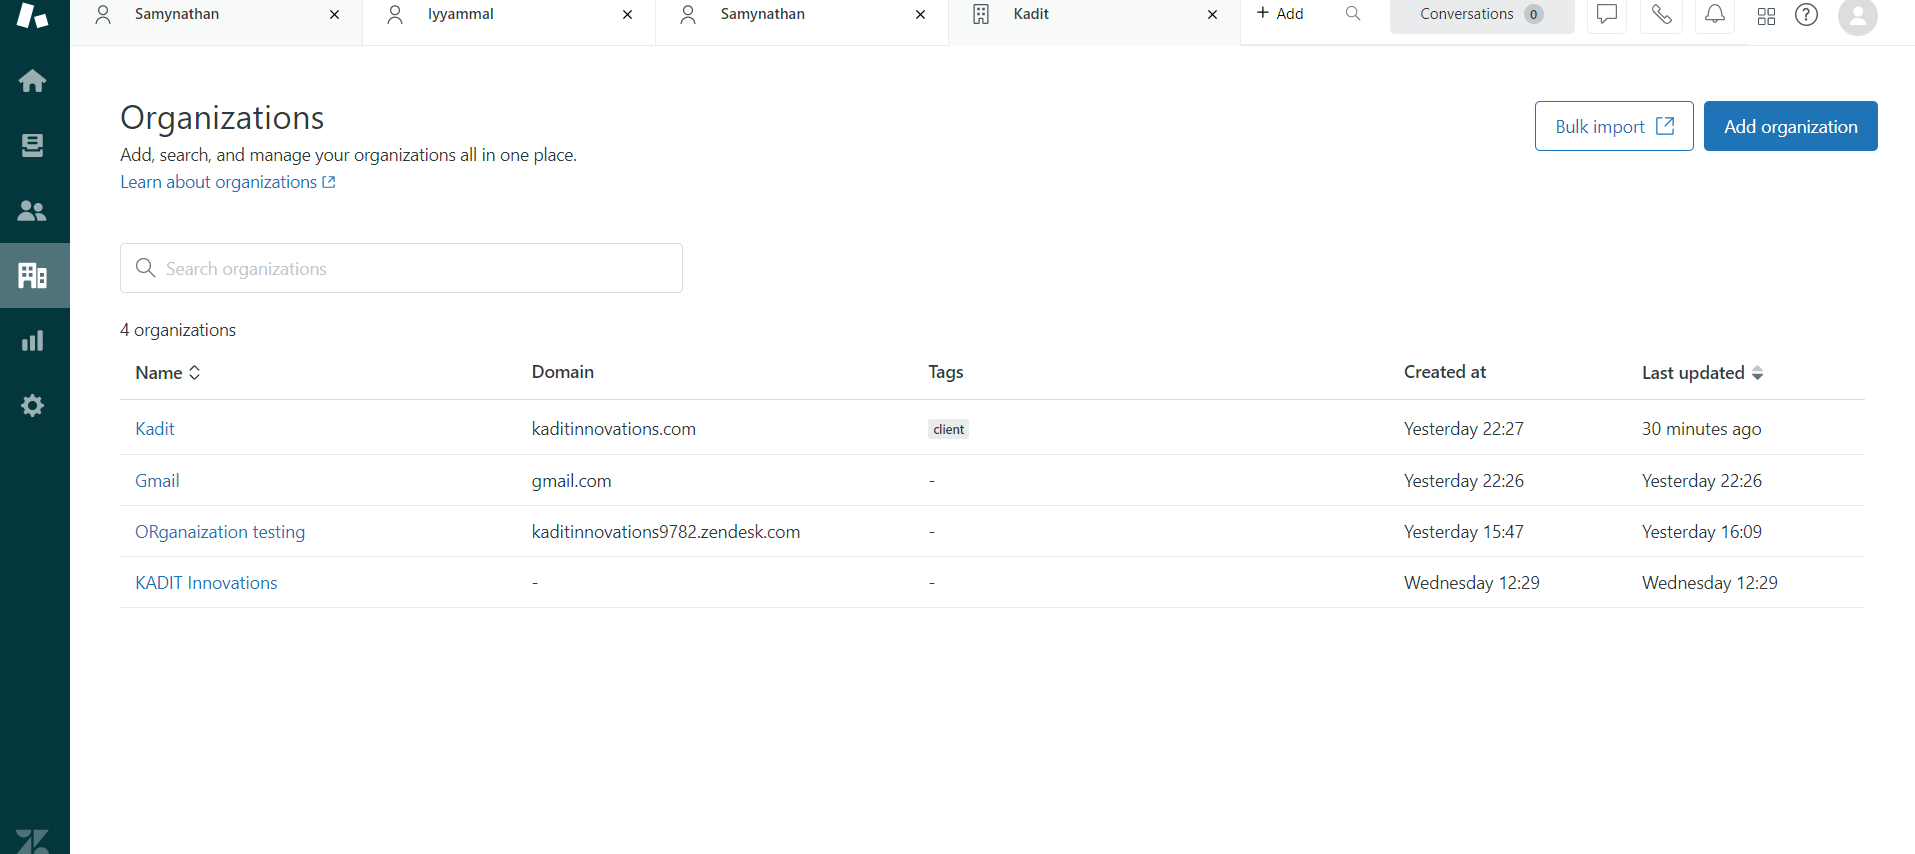 Samynathan
Iyyammal
Samynathan
Kadit
+ Add
Conversations 0
Organizations
Add, search, and manage your organizations all in one place.
Learn about organizations
Bulk import
Add organization
Search organizations
4 organizations
Name Domain Tags Created at Last updated
Kadit kaditinnovations.com client Yesterday 22:27 30 minutes ago
Gmail gmail.com - Yesterday 22:26 Yesterday 22:26
ORganaization testing kaditinnovations9782.zendesk.com - Yesterday 15:47 Yesterday 16:09
KADIT Innovations - - Wednesday 12:29 Wednesday 12:29